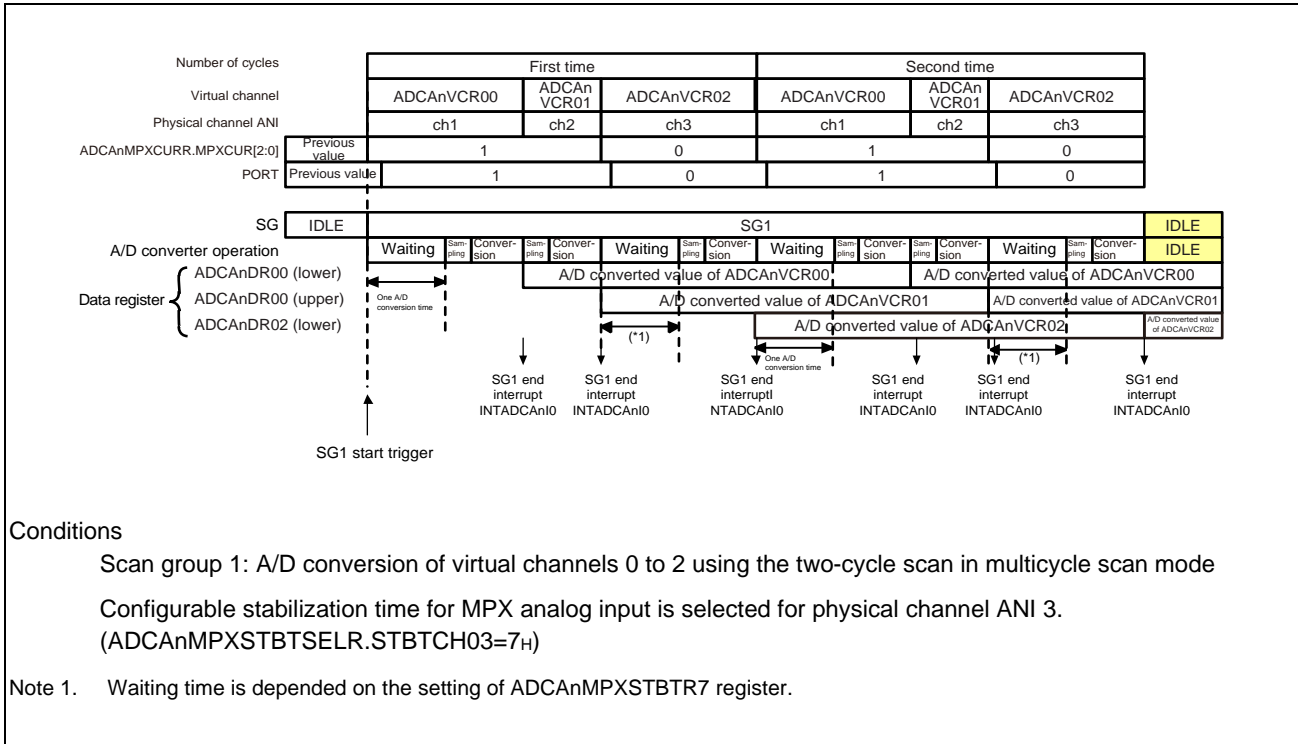 Number of cycles First time Second time
Virtual channel ADCAnVCR00 ADCAn VCR01 ADCAnVCR02 ADCAnVCR00 ADCAn VCR01 ADCAnVCR02
Physical channel ANI ch1 ch2 ch3 ch1 ch2 ch3
ADCAnMPXCURR.MPXCUR[2:0] Previous value 1 0 1 0
PORT Previous value 1 0 1 0
SG IDLE SG1 IDLE
A/D converter operation Waiting Sam-pling Conver-sion Sam-pling Conver-sion Waiting Sam-pling Conver-sion Waiting Sam-pling Conver-sion Sam-pling Conver-sion Waiting Sam-pling Conver-sion IDLE
Data register
ADCAnDR00 (lower) A/D converted value of ADCAnVCR00 A/D converted value of ADCAnVCR00
ADCAnDR00 (upper) A/D converted value of ADCAnVCR01 A/D converted value of ADCAnVCR01
ADCAnDR02 (lower) A/D converted value of ADCAnVCR02 A/D converted value of ADCAnVCR02
One A/D
conversion time
(*1)
One A/D
conversion time
(*1)
SG1 end
interrupt
INTADCAnI0
SG1 end
interrupt
INTADCAnI0
SG1 end
interruptI
NTADCAnI0
SG1 end
interrupt
INTADCAnI0
SG1 end
interrupt
INTADCAnI0
SG1 end
interrupt
INTADCAnI0
SG1 start trigger
Conditions
Scan group 1: A/D conversion of virtual channels 0 to 2 using the two-cycle scan in multicycle scan mode
Configurable stabilization time for MPX analog input is selected for physical channel ANI 3.
(ADCAnMPXSTBTSELR.STBTCH03=7H)
Note 1. Waiting time is depended on the setting of ADCAnMPXSTBTR7 register.